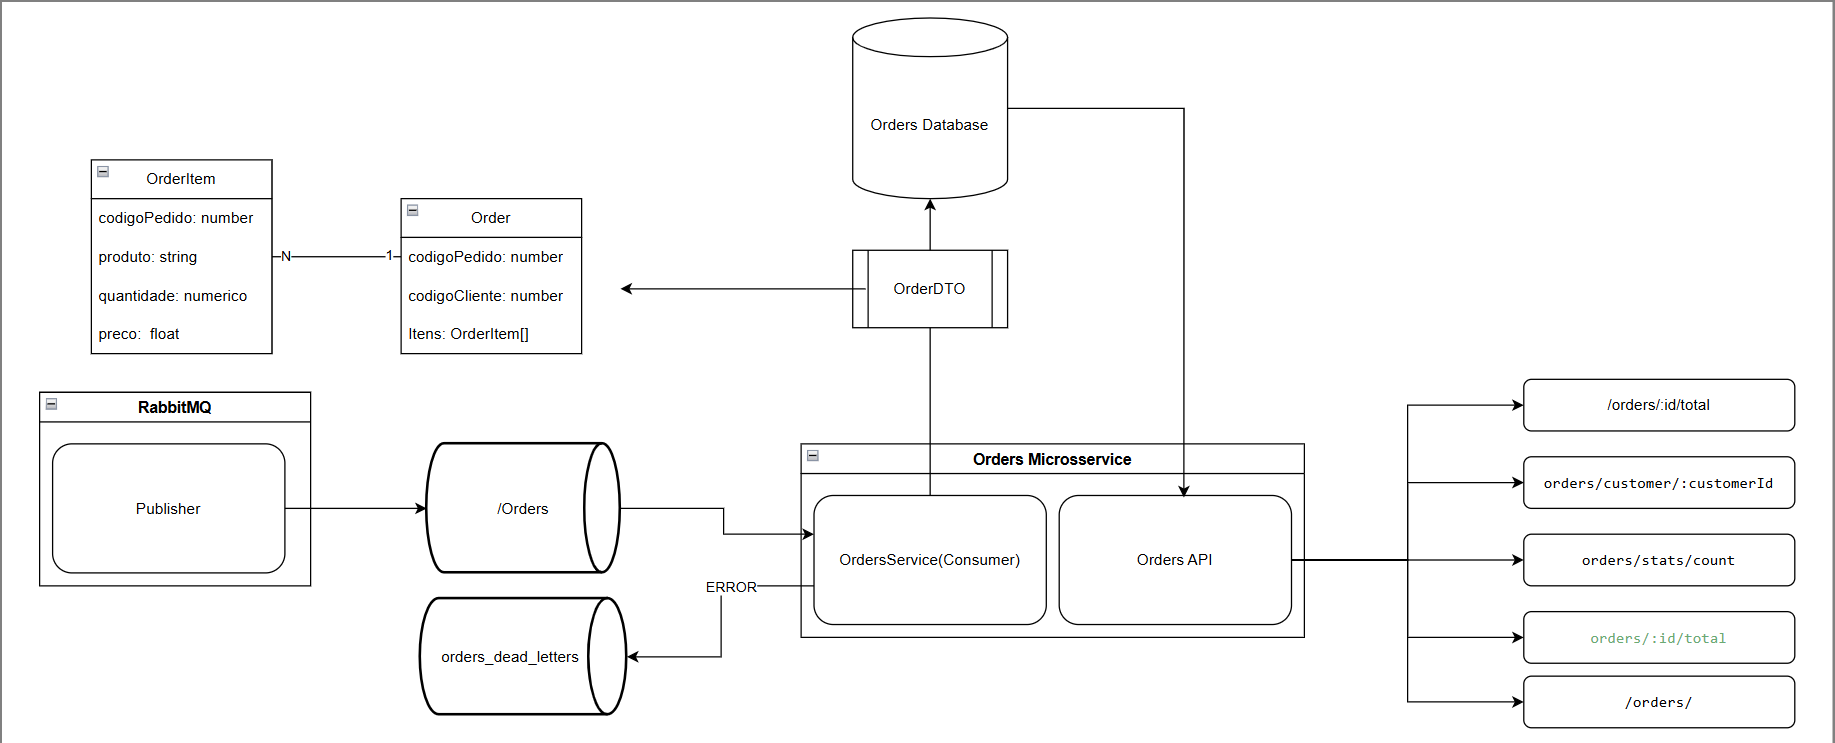 Orders Database
OrderItem
codigoPedido: number
produto: string
quantidade: numerico
preco:  float
N
1
Order
codigoPedido: number
codigoCliente: number
Itens: OrderItem[]
OrderDTO
RabbitMQ
Publisher
/Orders
orders_dead_letters
ERROR
Orders Microsservice
OrdersService(Consumer)
Orders API
/orders/:id/total
orders/customer/:customerId
orders/stats/count
orders/:id/total
/orders/